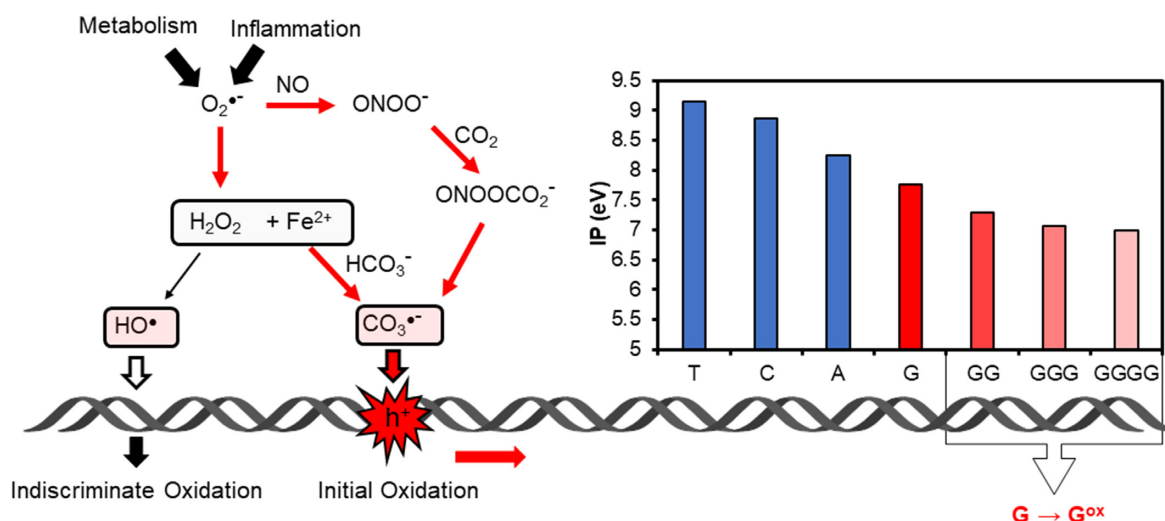 Metabolism
Inflammation
O₂•⁻
NO
ONOO⁻
CO₂
ONOOCO₂⁻
H₂O₂ + Fe²⁺
HCO₃⁻
HO•
CO₃•⁻
h⁺
Indiscriminate Oxidation
Initial Oxidation
IP (eV)
9.5
9
8.5
8
7.5
7
6.5
6
5.5
5
T C A G GG GGG GGGG
G → Gᵒˣ